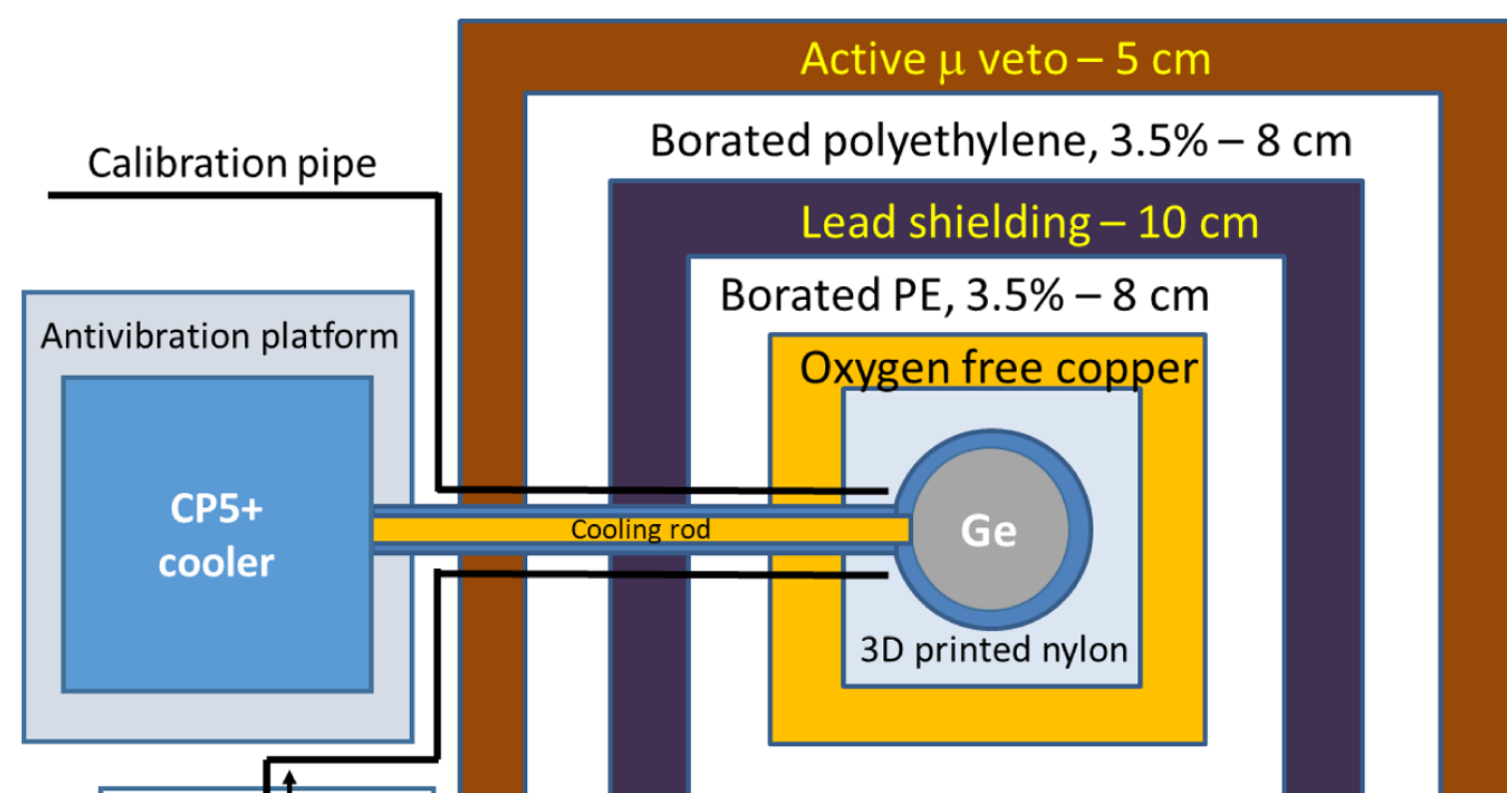 Active μ veto – 5 cm
Borated polyethylene, 3.5% – 8 cm
Calibration pipe
Lead shielding – 10 cm
Borated PE, 3.5% – 8 cm
Antivibration platform
Oxygen free copper
CP5+
cooler
Cooling rod
Ge
3D printed nylon